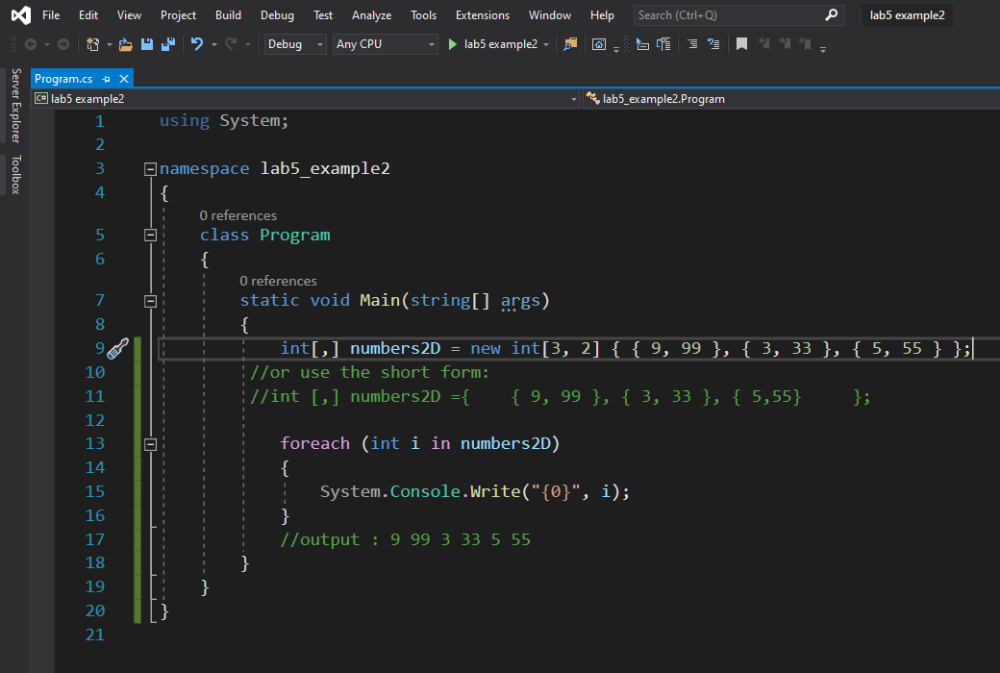 File Edit View Project Build Debug Test Analyze Tools Extensions Window Help Search (Ctrl+Q) lab5 example2
Debug Any CPU lab5 example2
Server Explorer
Toolbox
Program.cs
C# lab5 example2 lab5_example2.Program
1 using System;
2
3 namespace lab5_example2
4 {
0 references
5 class Program
6 {
0 references
7 static void Main(string[] args)
8 {
9 int[,] numbers2D = new int[3, 2] { { 9, 99 }, { 3, 33 }, { 5, 55 } };
10 //or use the short form:
11 //int [,] numbers2D ={    { 9, 99 }, { 3, 33 }, { 5,55}     };
12
13 foreach (int i in numbers2D)
14 {
15 System.Console.Write("{0}", i);
16 }
17 //output : 9 99 3 33 5 55
18 }
19 }
20 }
21